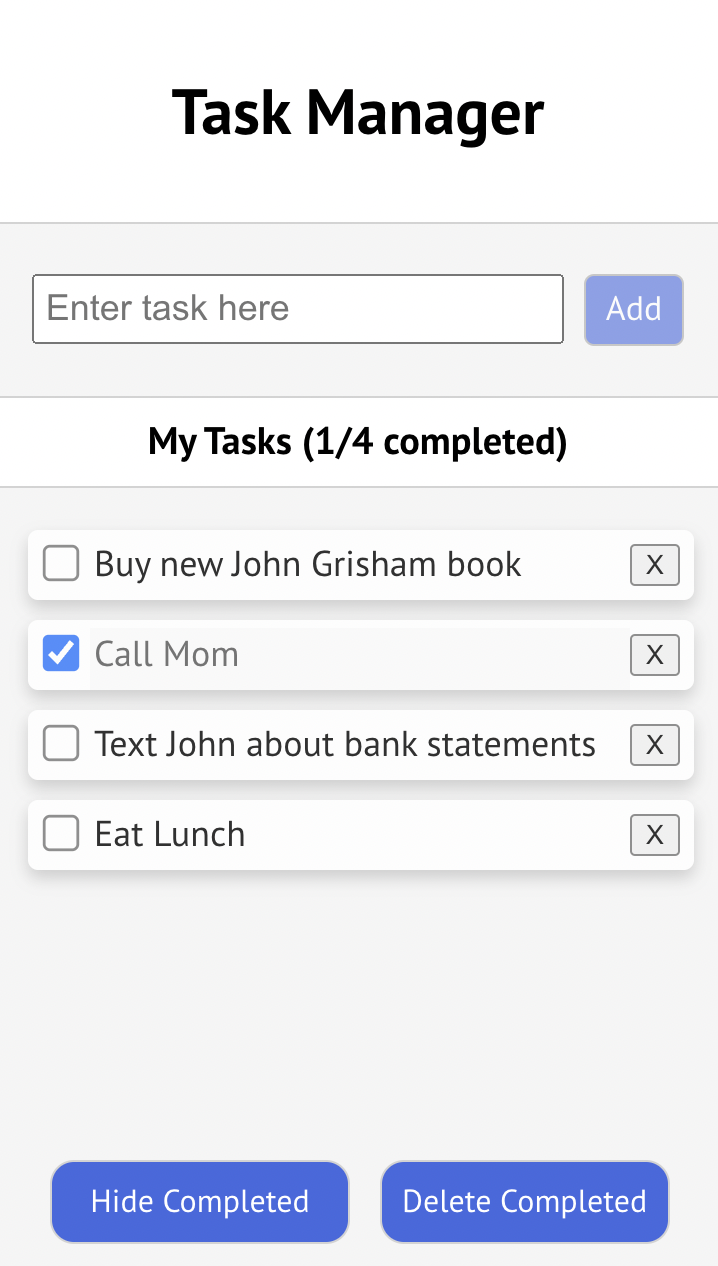 Task Manager
Enter task here
Add
My Tasks (1/4 completed)
Buy new John Grisham book
X
Call Mom
X
Text John about bank statements
X
Eat Lunch
X
Hide Completed
Delete Completed